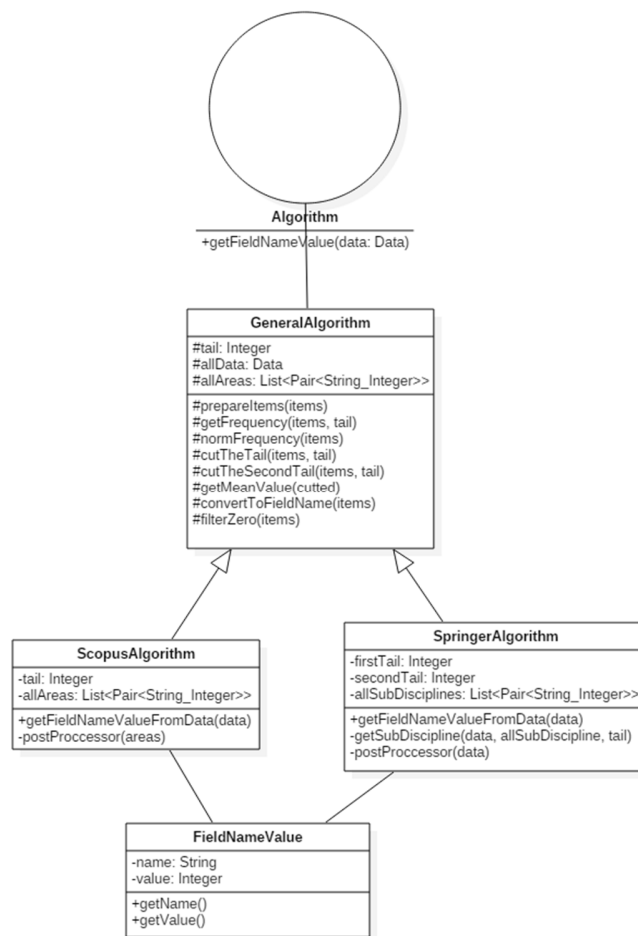 Algorithm
+getFieldNameValue(data: Data)
GeneralAlgorithm
#tail: Integer
#allData: Data
#allAreas: List<Pair<String_Integer>>
#prepareItems(items)
#getFrequency(items, tail)
#normFrequency(items)
#cutTheTail(items, tail)
#cutTheSecondTail(items, tail)
#getMeanValue(cutted)
#convertToFieldName(items)
#filterZero(items)
ScopusAlgorithm
-tail: Integer
-allAreas: List<Pair<String_Integer>>
+getFieldNameValueFromData(data)
-postProccessor(areas)
SpringerAlgorithm
-firstTail: Integer
-secondTail: Integer
-allSubDisciplines: List<Pair<String_Integer>>
+getFieldNameValueFromData(data)
-getSubDiscipline(data, allSubDiscipline, tail)
-postProccessor(data)
FieldNameValue
-name: String
-value: Integer
+getName()
+getValue()